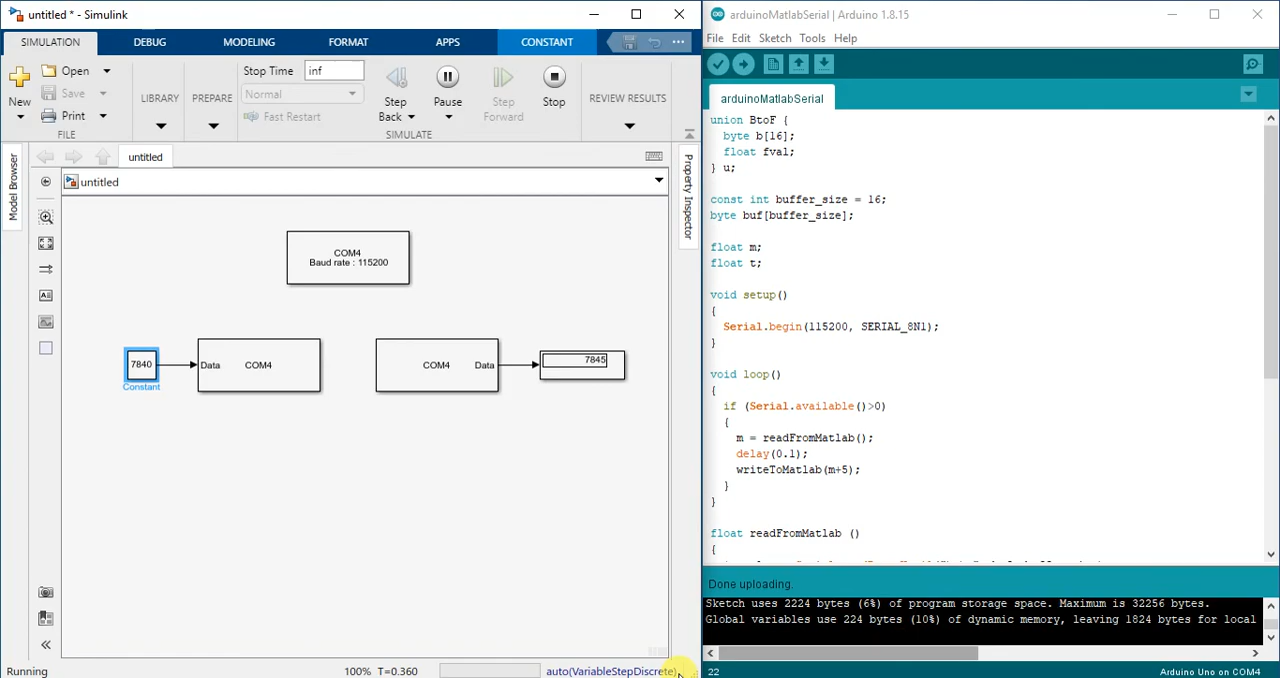 untitled * - Simulink
SIMULATION
DEBUG
MODELING
FORMAT
APPS
CONSTANT
New
Open
Save
Print
FILE
LIBRARY
PREPARE
Stop Time
inf
Normal
Fast Restart
Step
Back
Pause
Step
Forward
Stop
SIMULATE
REVIEW RESULTS
untitled
Model Browser
untitled
Property Inspector
COM4
Baud rate : 115200
7840
Constant
Data
COM4
COM4
Data
7845
Running
100%
T=0.360
auto(VariableStepDiscrete)
arduinoMatlabSerial | Arduino 1.8.15
File Edit Sketch Tools Help
arduinoMatlabSerial
union BtoF {
byte b[16];
float fval;
} u;
const int buffer_size = 16;
byte buf[buffer_size];
float m;
float t;
void setup()
{
Serial.begin(115200, SERIAL_8N1);
}
void loop()
{
if (Serial.available()>0)
{
m = readFromMatlab();
delay(0.1);
writeToMatlab(m+5);
}
}
float readFromMatlab ()
{
Done uploading.
Sketch uses 2224 bytes (6%) of program storage space. Maximum is 32256 bytes.
Global variables use 224 bytes (10%) of dynamic memory, leaving 1824 bytes for local
22
Arduino Uno on COM4